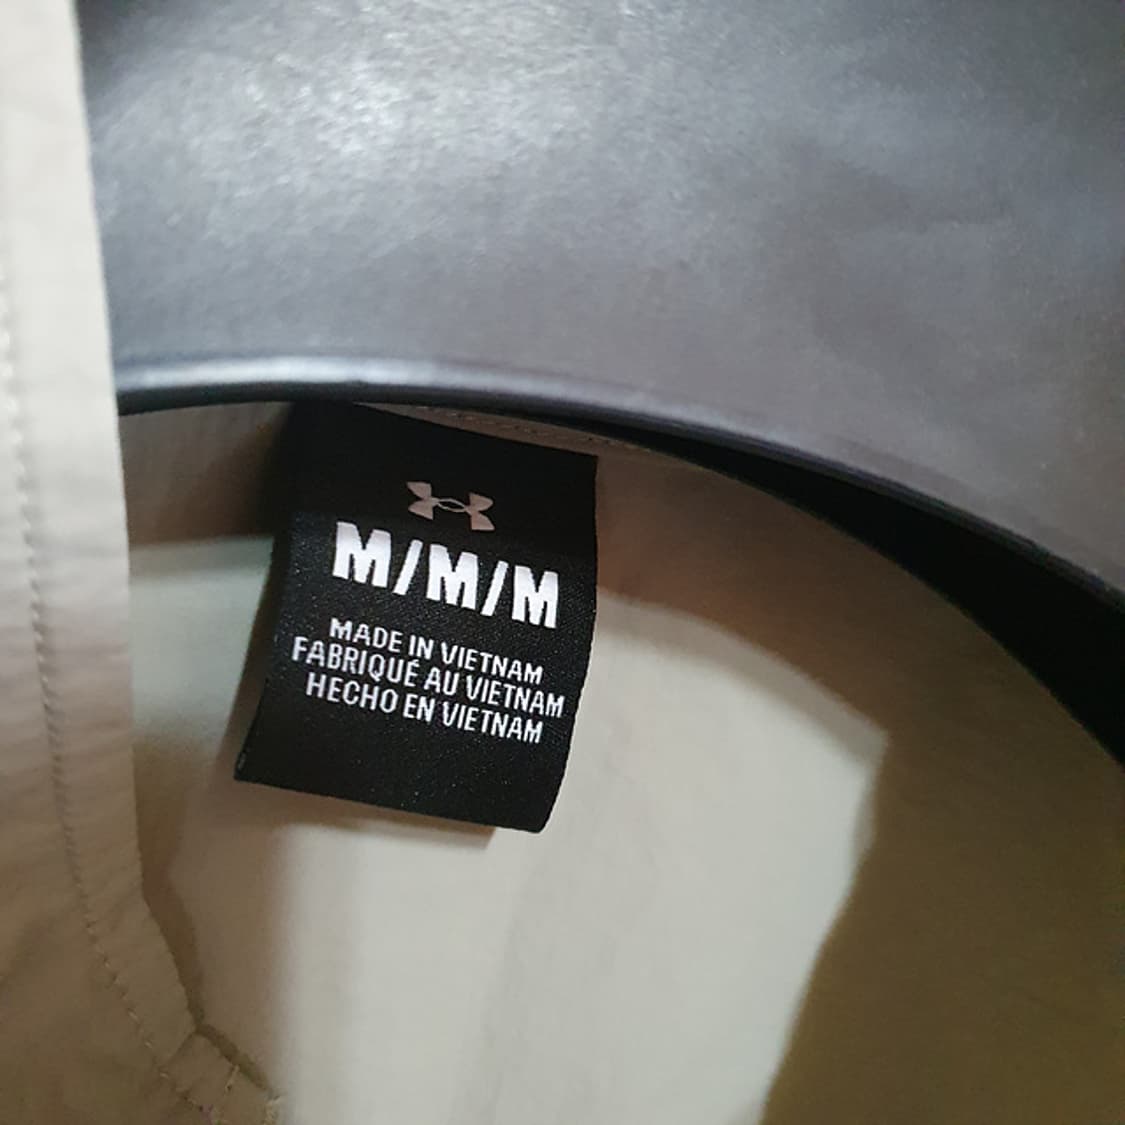 M/M/M
MADE IN VIETNAM
FABRIQUÉ AU VIETNAM
HECHO EN VIETNAM